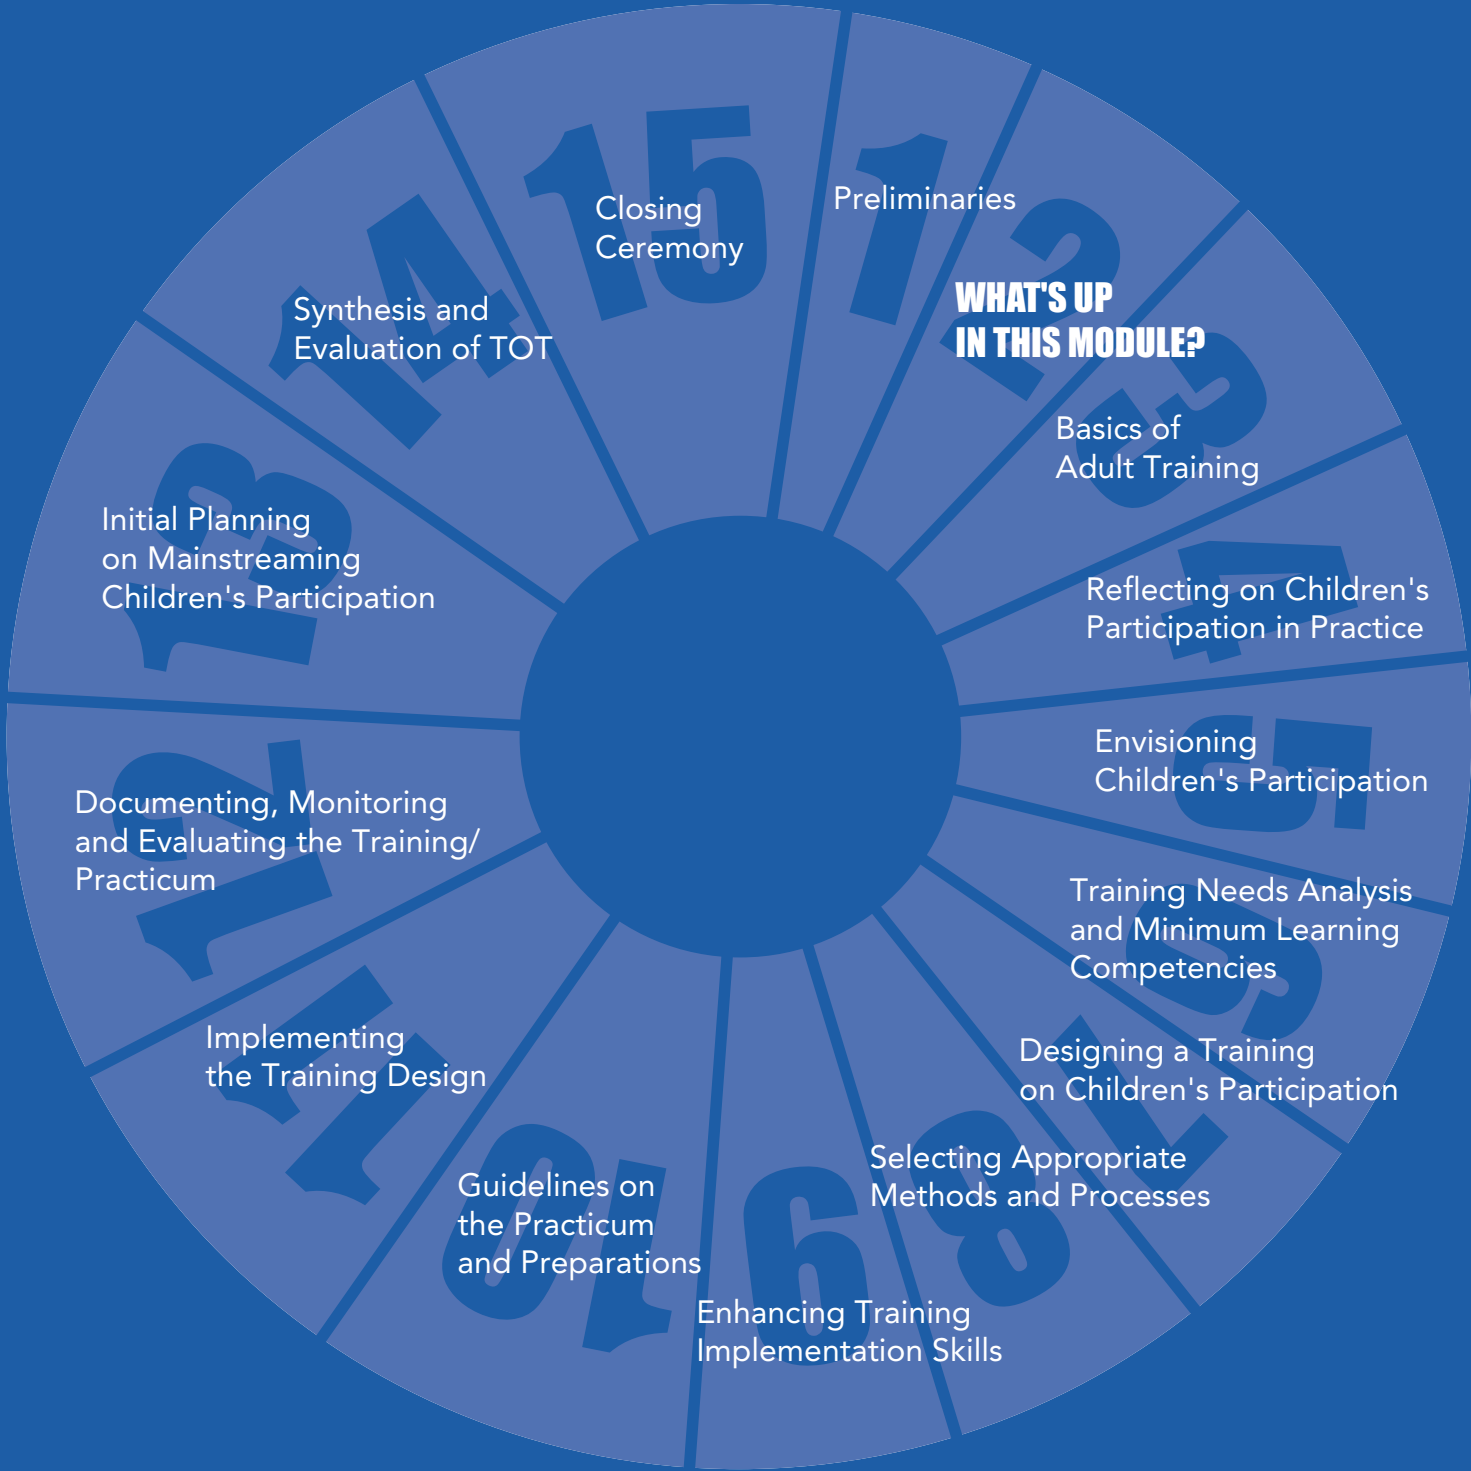 1
Preliminaries
2
WHAT'S UP
IN THIS MODULE?
3
Basics of
Adult Training
4
Reflecting on Children's
Participation in Practice
5
Envisioning
Children's Participation
6
Training Needs Analysis
and Minimum Learning
Competencies
7
Designing a Training
on Children's Participation
8
Selecting Appropriate
Methods and Processes
9
Enhancing Training
Implementation Skills
10
Guidelines on
the Practicum
and Preparations
11
Implementing
the Training Design
12
Documenting, Monitoring
and Evaluating the Training/
Practicum
13
Initial Planning
on Mainstreaming
Children's Participation
14
Synthesis and
Evaluation of TOT
15
Closing
Ceremony